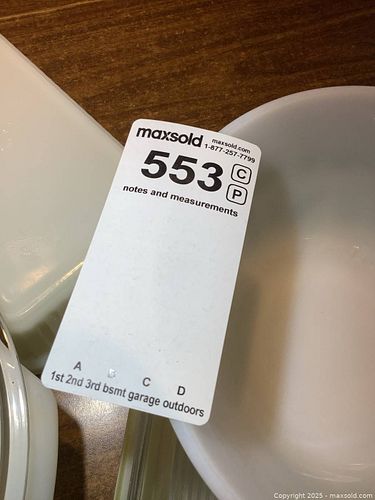 maxsold maxsold.com
1-877-257-7799
553 C
P
notes and measurements
A B C D
1st 2nd 3rd bsmt garage outdoors
Copyright 2025 - maxsold.com